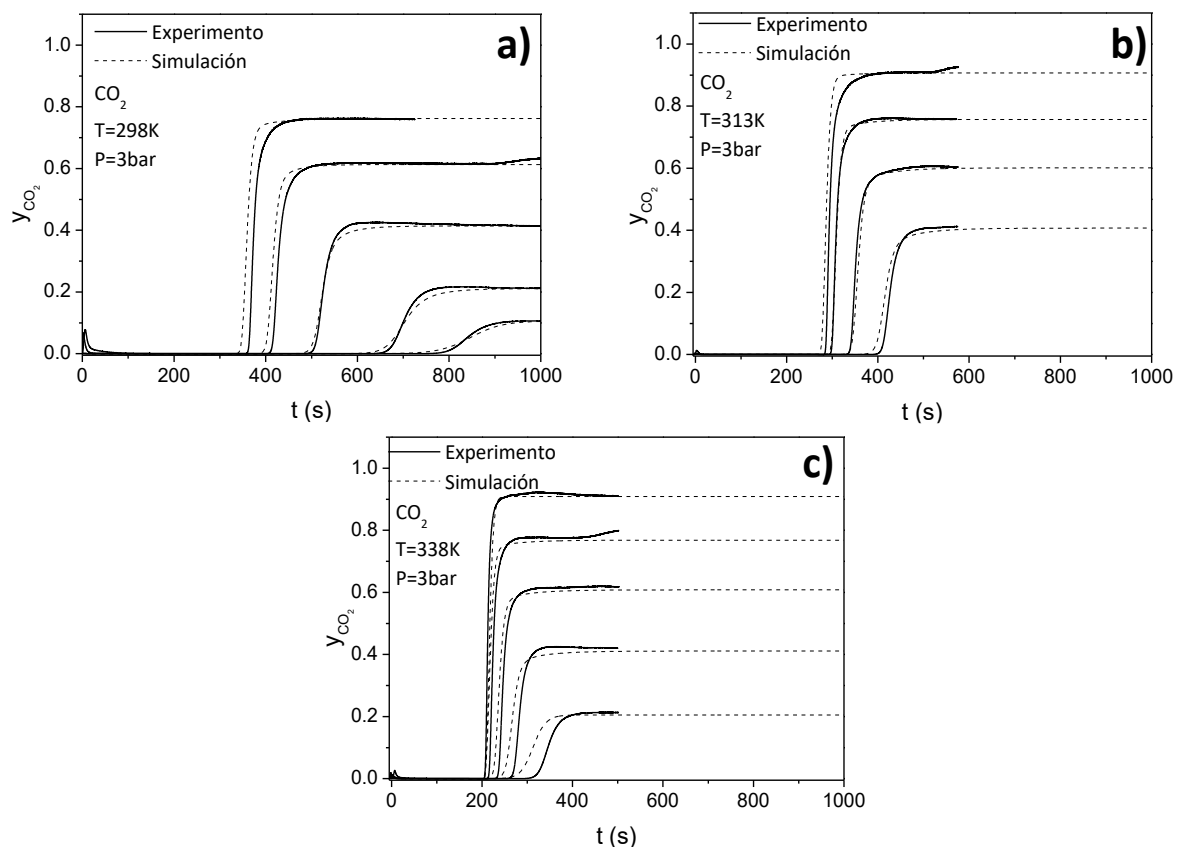 a)
Experimento
Simulación
CO₂
T=298K
P=3bar
1.0
0.8
0.6
0.4
0.2
0.0
y_CO₂
0 200 400 600 800 1000
t (s)
b)
Experimento
Simulación
CO₂
T=313K
P=3bar
1.0
0.8
0.6
0.4
0.2
0.0
y_CO₂
0 200 400 600 800 1000
t (s)
c)
Experimento
Simulación
CO₂
T=338K
P=3bar
1.0
0.8
0.6
0.4
0.2
0.0
y_CO₂
0 200 400 600 800 1000
t (s)